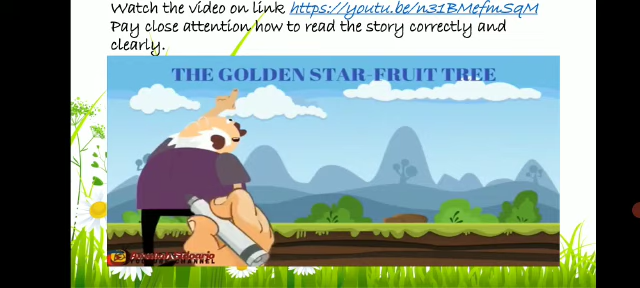 Watch the video on link https://youtu.be/n31BMefmSqM
Pay close attention how to read the story correctly and
clearly.
THE GOLDEN STAR-FRUIT TREE
CHANNEL